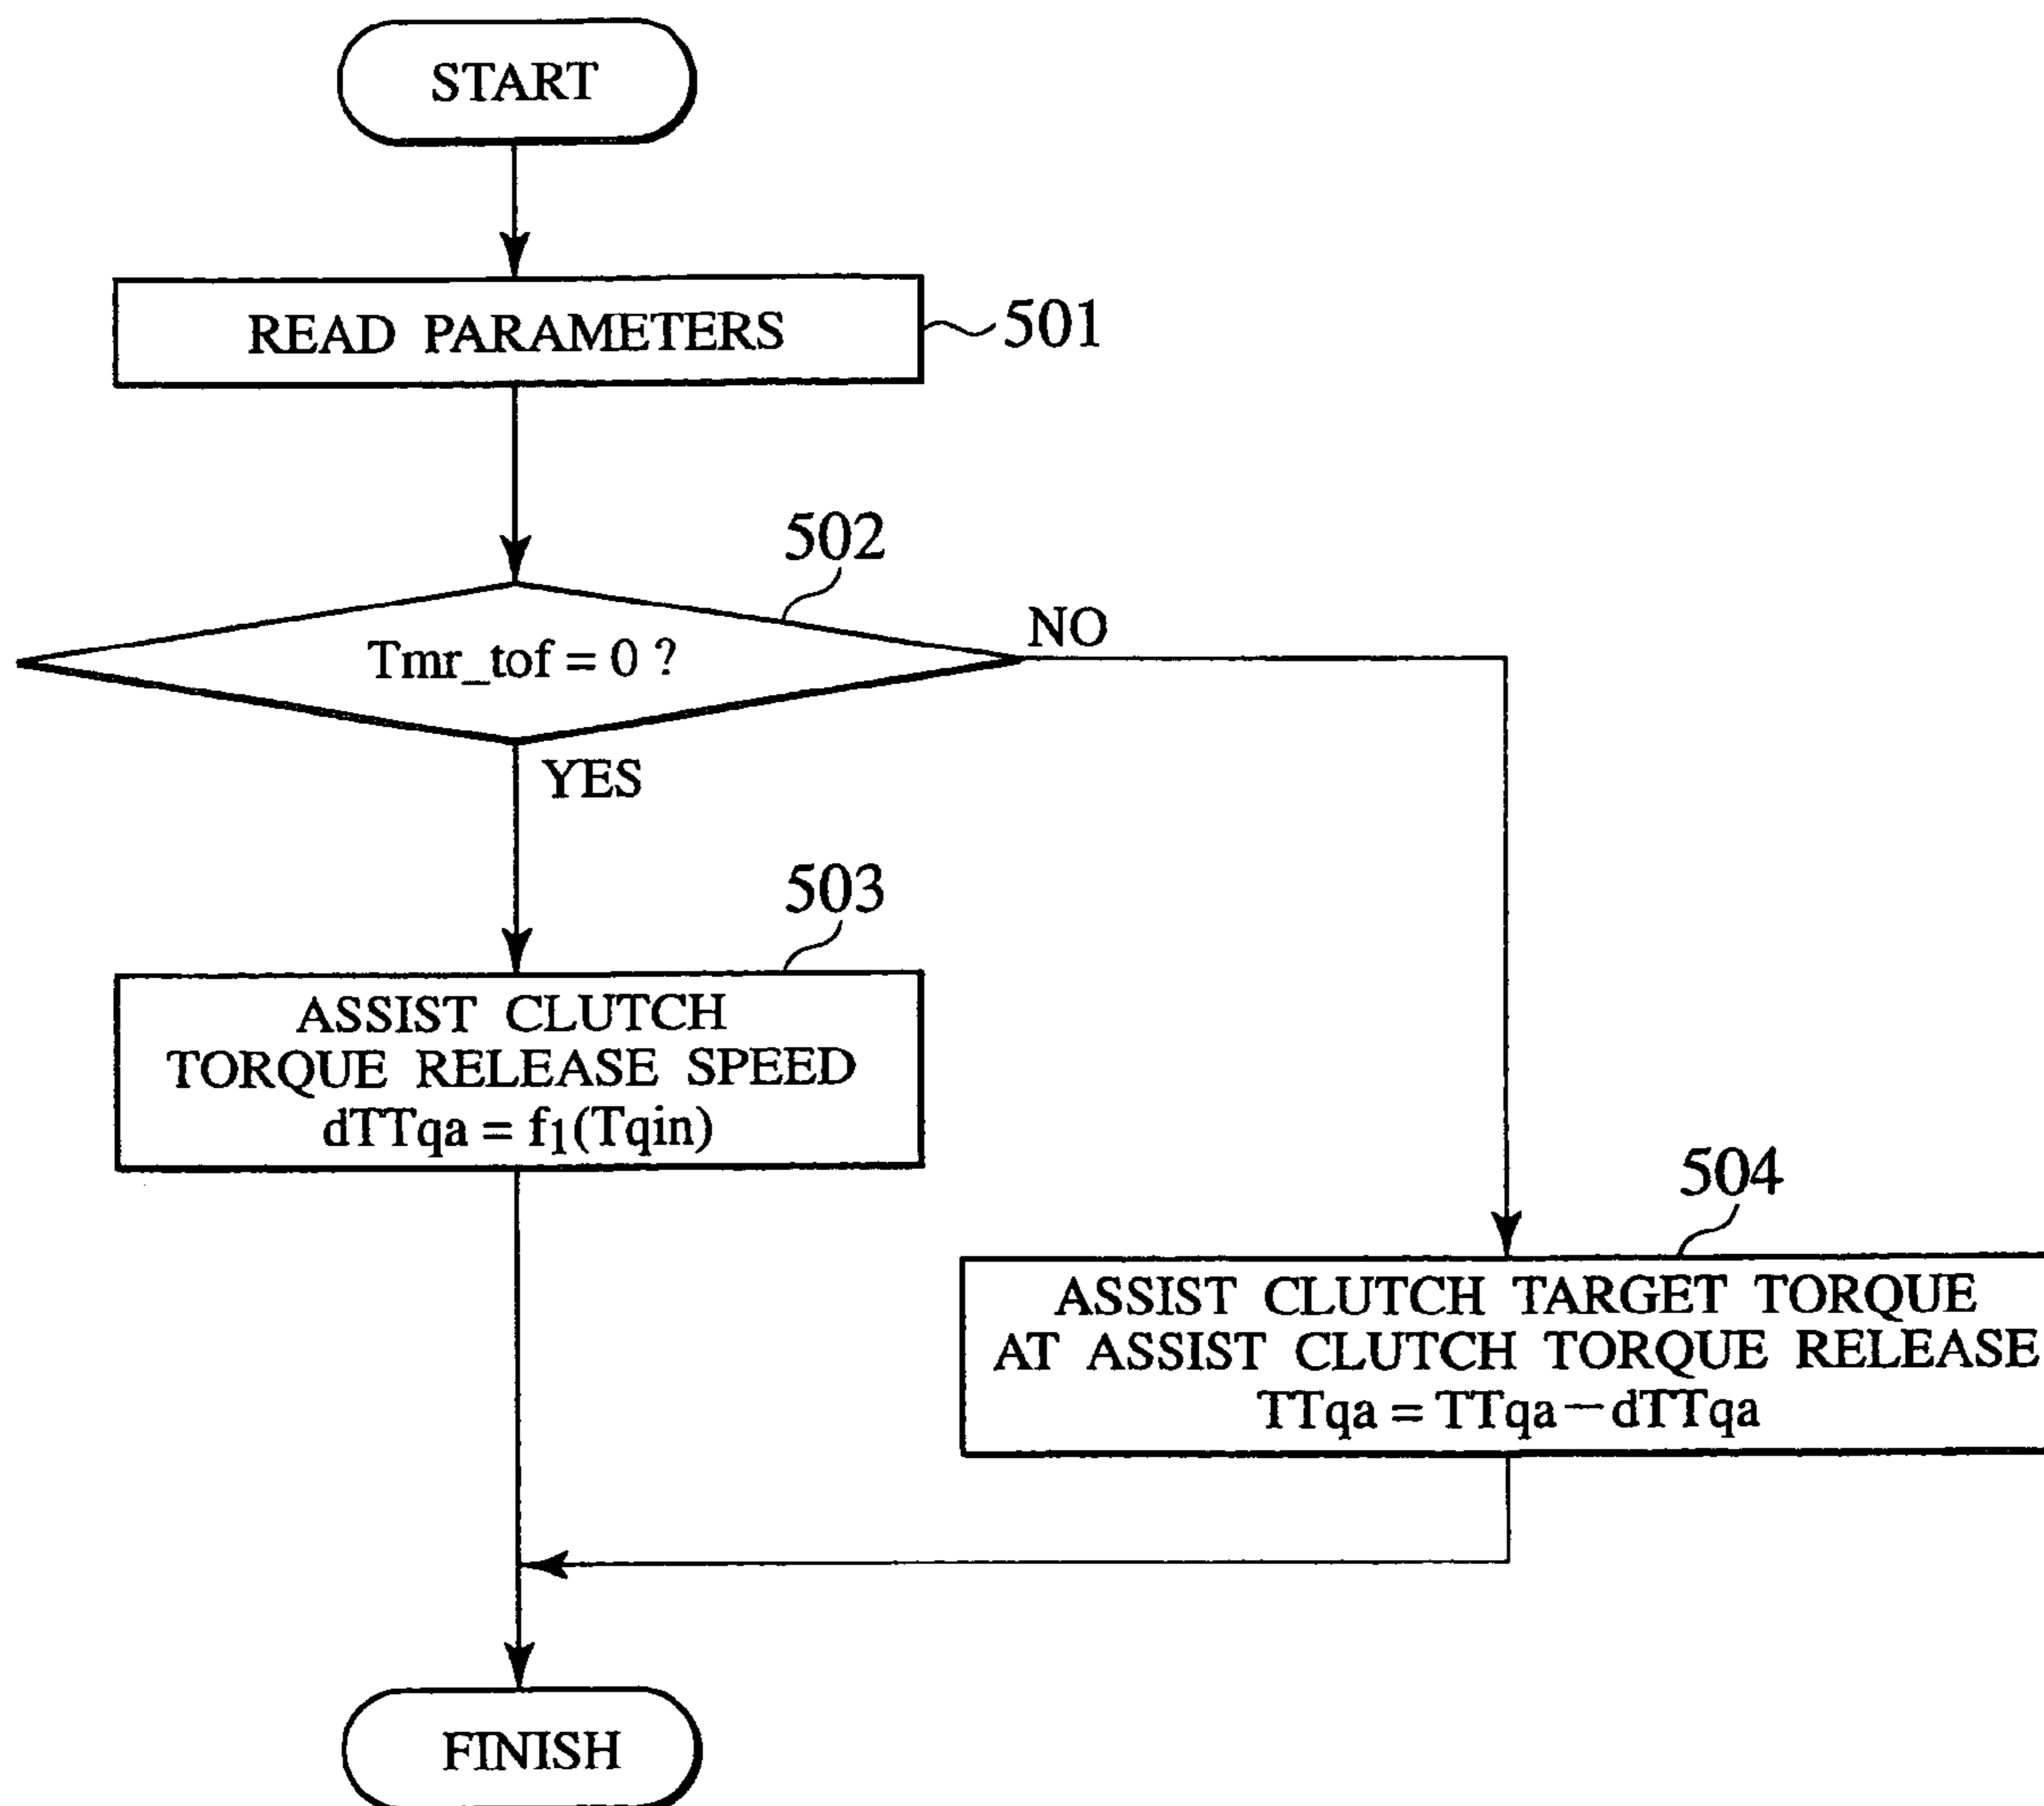 START
READ PARAMETERS
501
502
Tmr_tof = 0 ?
NO
YES
503
ASSIST CLUTCH
TORQUE RELEASE SPEED
dTTqa = f1(Tqin)
504
ASSIST CLUTCH TARGET TORQUE
AT ASSIST CLUTCH TORQUE RELEASE
TTqa = TTqa－dTTqa
FINISH